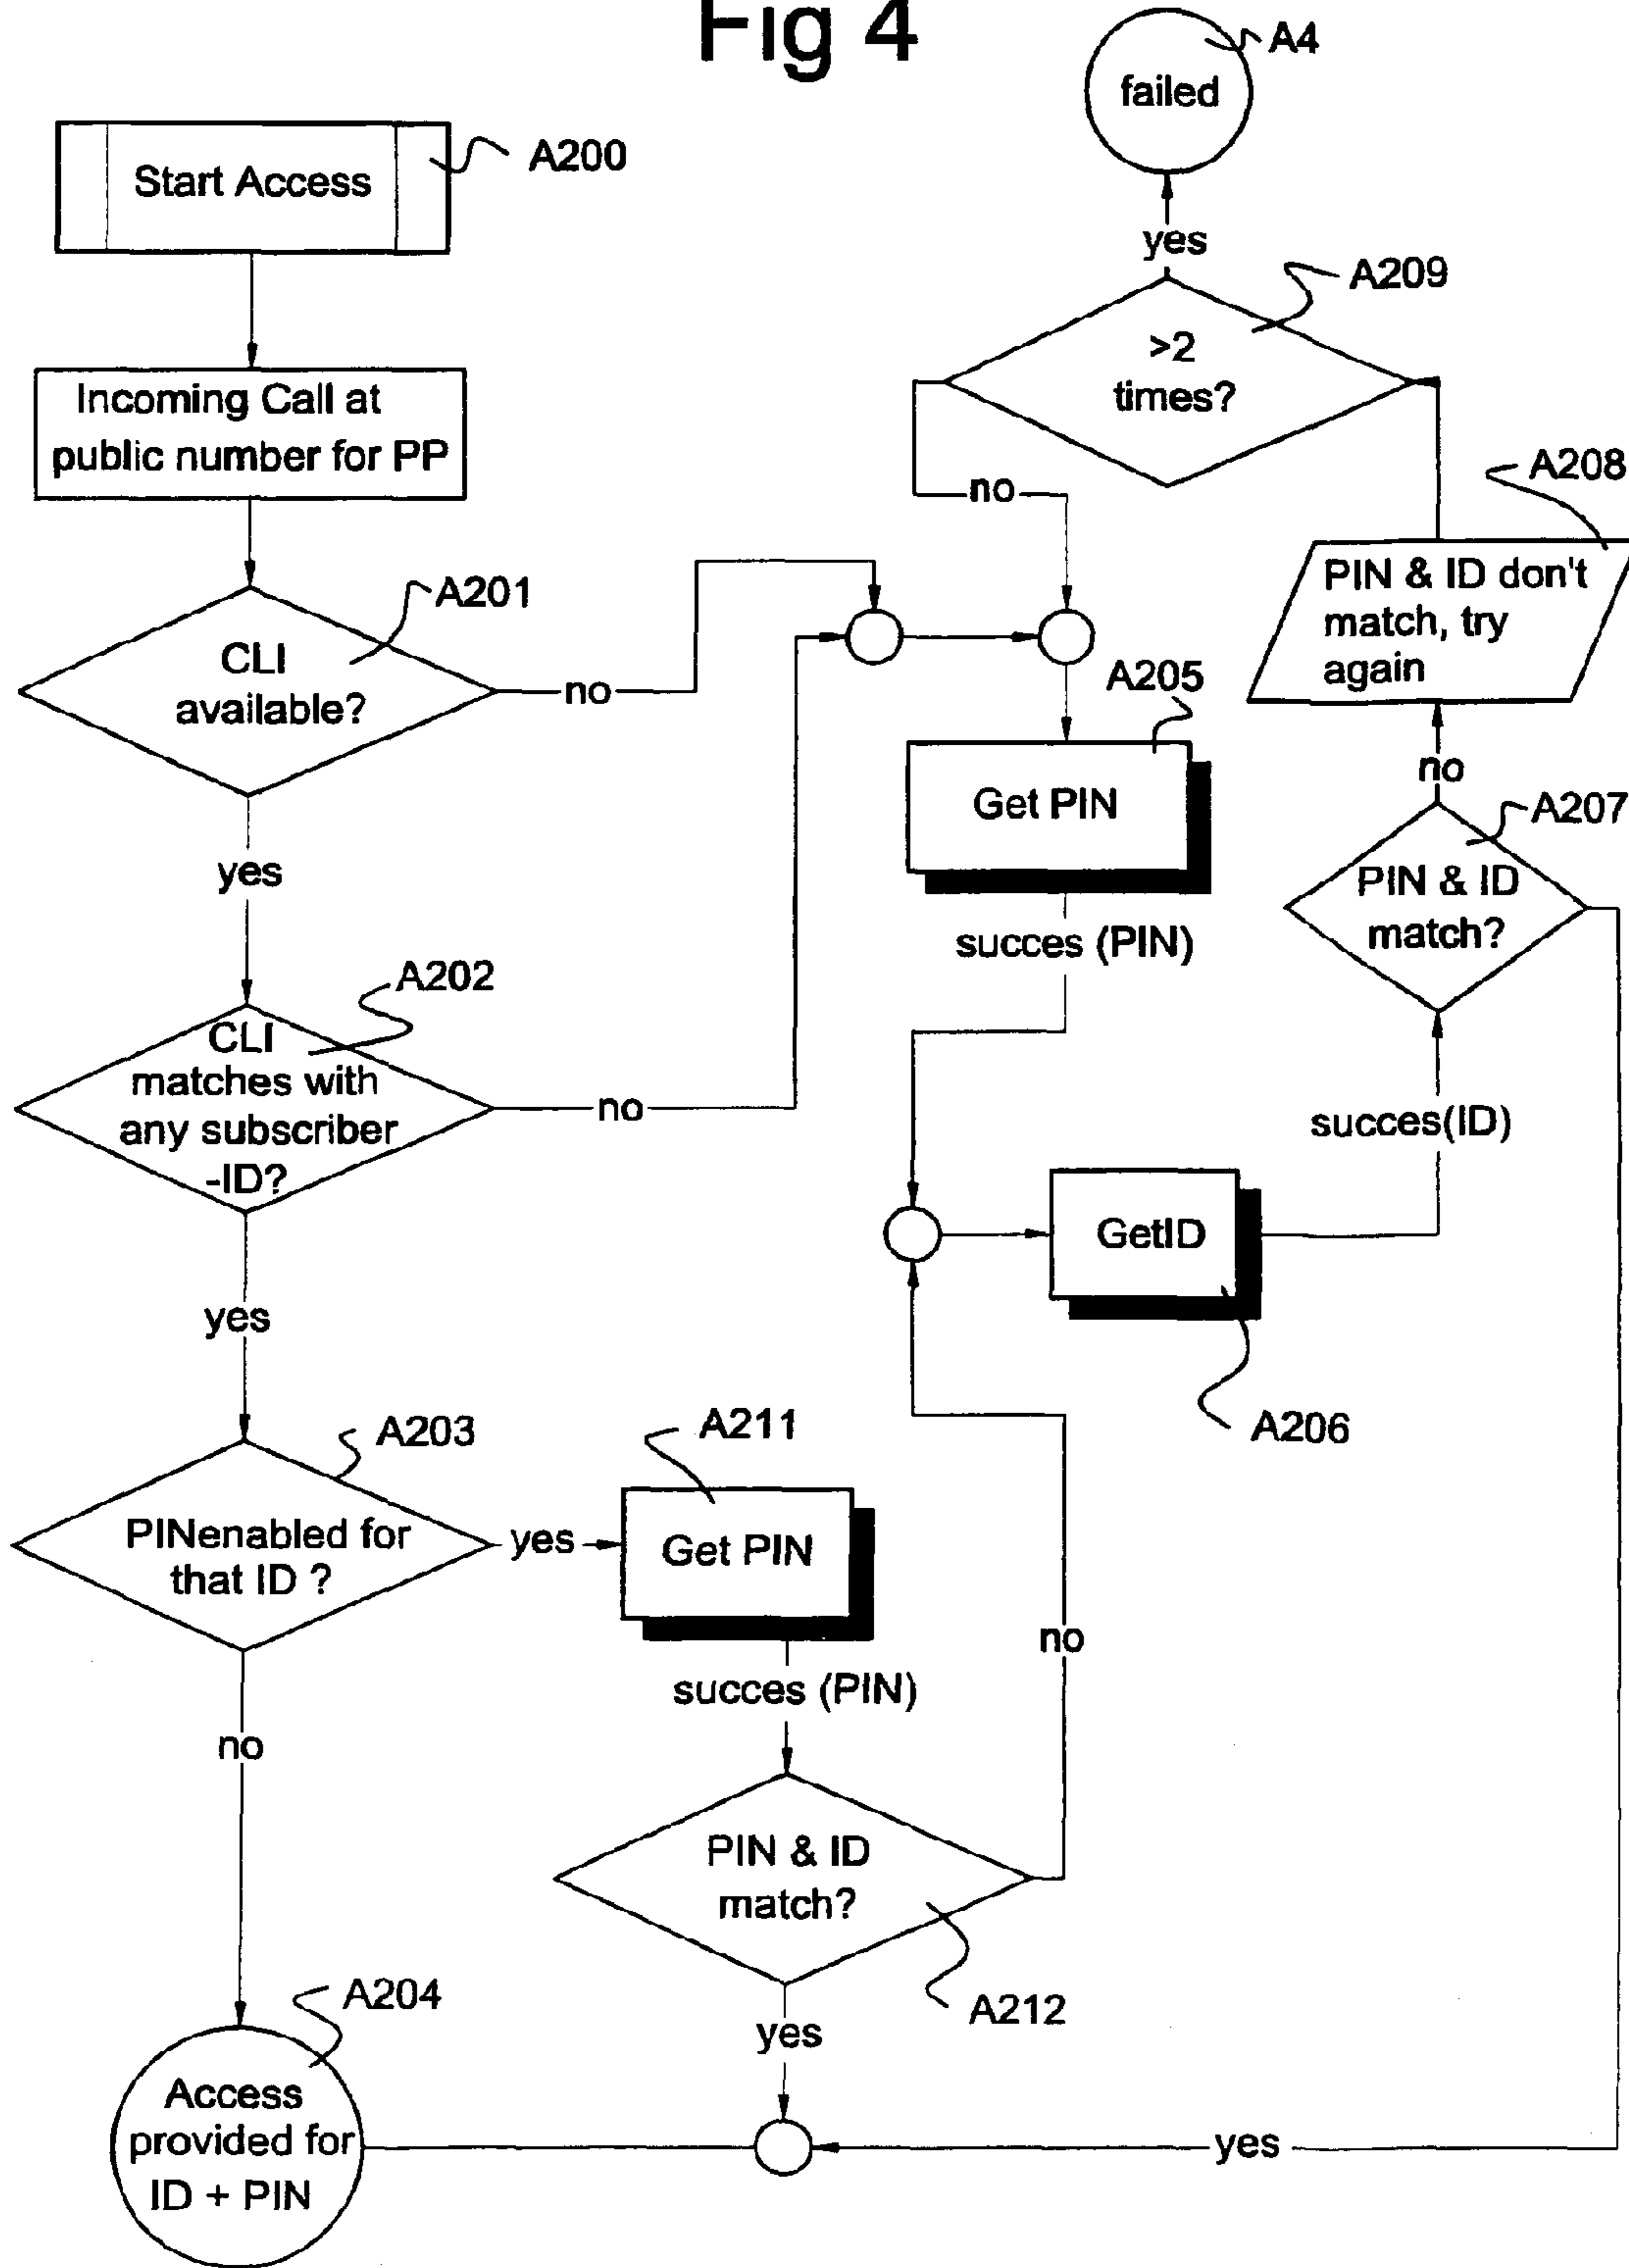 Fig 4
A4
failed
yes
A200
Start Access
A209
>2
times?
no
Incoming Call at
public number for PP
A208
PIN & ID don't
match, try
again
A201
CLI
available?
no
yes
A205
Get PIN
succes (PIN)
no
A207
PIN & ID
match?
A202
CLI
matches with
any subscriber
-ID?
no
yes
succes(ID)
GetID
A206
A203
PINenabled for
that ID ?
yes
A211
Get PIN
succes (PIN)
no
no
PIN & ID
match?
A212
yes
A204
Access
provided for
ID + PIN
yes